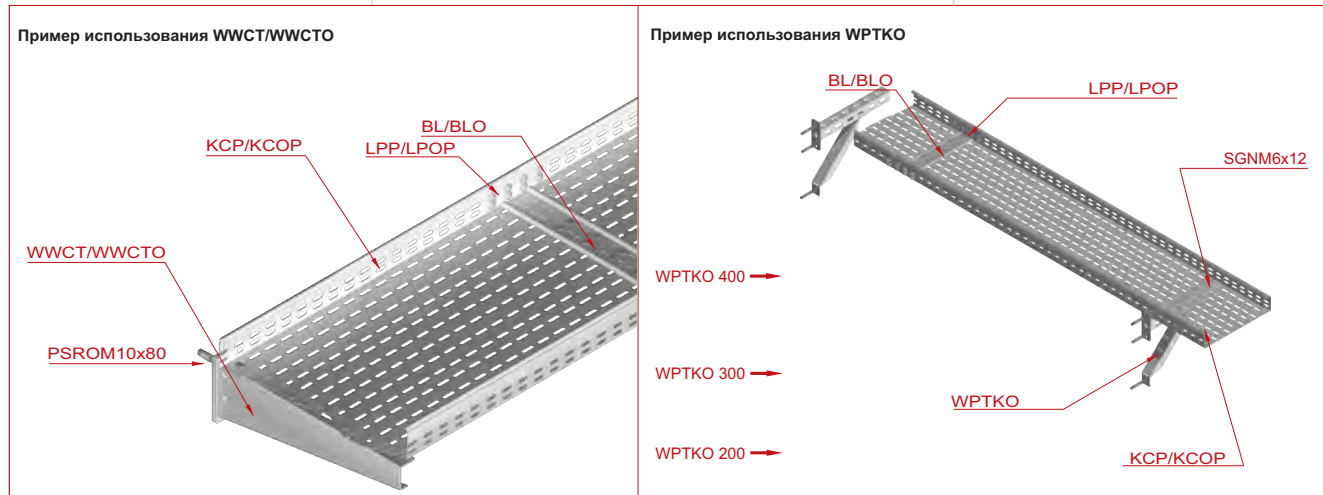 Пример использования WWCT/WWCTO
BL/BLO
KCP/KCOP
LPP/LPOP
WWCT/WWCTO
PSROM10x80
Пример использования WPTKO
BL/BLO
LPP/LPOP
SGNM6x12
WPTKO 400
WPTKO 300
WPTKO
WPTKO 200
KCP/KCOP